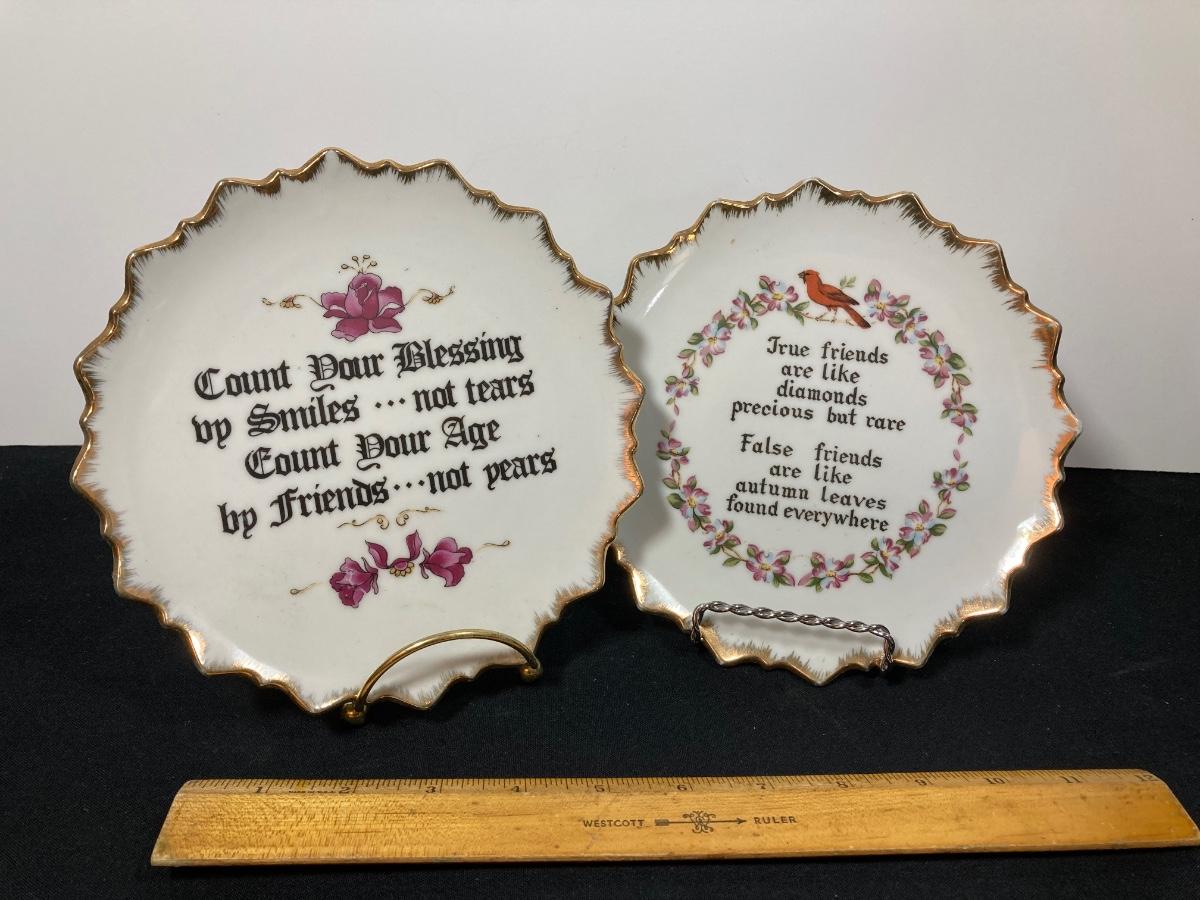 Count Your Blessing
by Smiles ... not tears
Count Your Age
by Friends... not years
True friends
are like
diamonds
precious but rare
False friends
are like
autumn leaves
found everywhere
1 2 3 4 5 6 7 8 9 10 11 12
WESTCOTT RULER